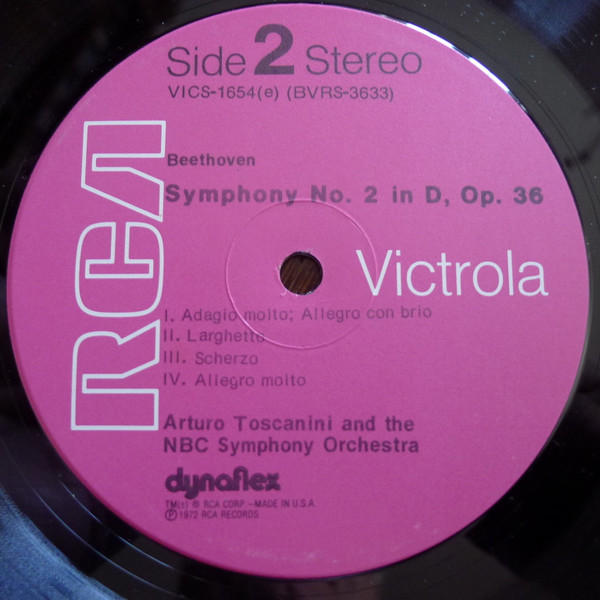 Side 2 Stereo
VICS-1654(e) (BVRS-3633)
RCA
Beethoven
Symphony No. 2 in D, Op. 36
Victrola
I. Adagio molto; Allegro con brio
II. Larghetto
III. Scherzo
IV. Allegro molto
Arturo Toscanini and the
NBC Symphony Orchestra
dynaflex
TM(s) ® RCA CORP.-MADE IN U.S.A.
Ⓟ 1972 RCA RECORDS